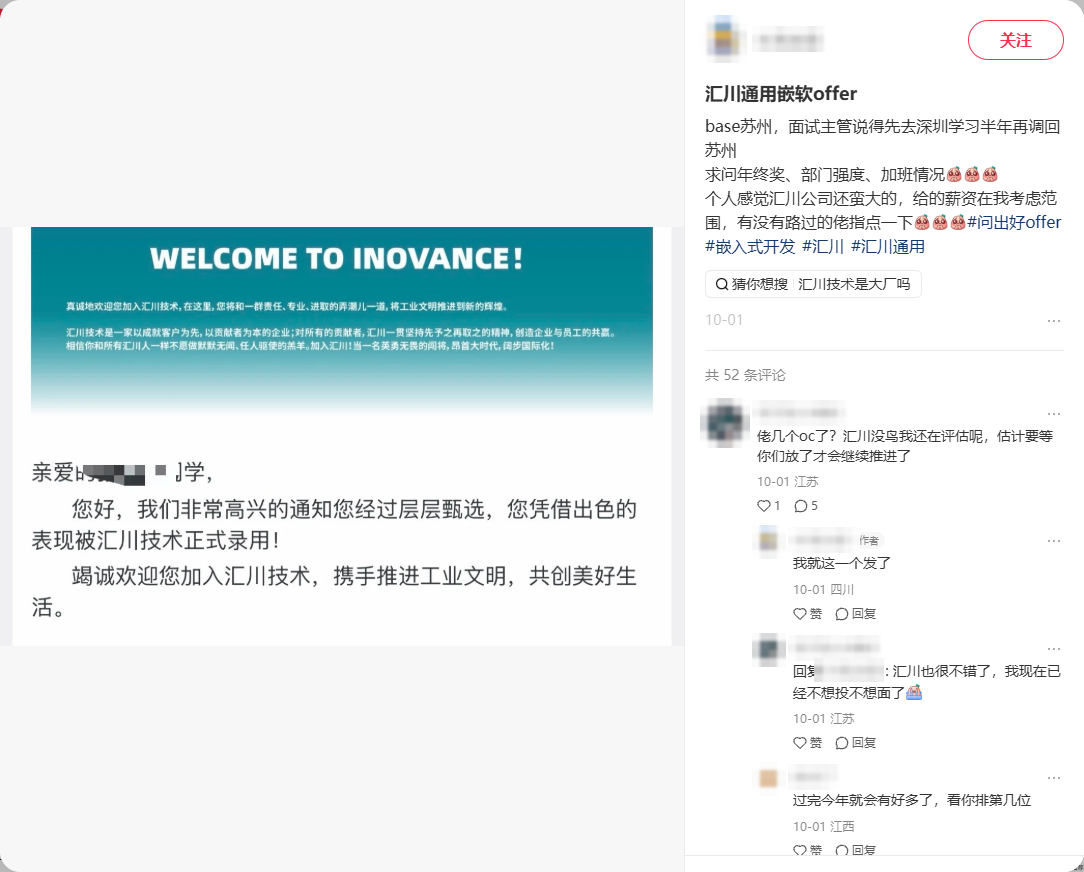 WELCOME TO INOVANCE!
真诚地欢迎您加入汇川技术,在这里,您将和一群责任、专业、进取的弄潮儿一道,将工业文明推进到新的辉煌。
汇川技术是一家以成就客户为先,以贡献者为本的企业;对所有的贡献者,汇川一贯坚持先予之再取之的精神,创造企业与员工的共赢。
相信你和所有汇川人一样不愿做默默无闻、任人驱使的羔羊。加入汇川!当一名英勇无畏的闯将,昂首大时代,阔步国际化!
亲爱的 同学,
您好，我们非常高兴的通知您经过层层甄选，您凭借出色的
表现被汇川技术正式录用！
竭诚欢迎您加入汇川技术，携手推进工业文明，共创美好生
活。
关注
汇川通用嵌软offer
base苏州，面试主管说得先去深圳学习半年再调回
苏州
求问年终奖、部门强度、加班情况
个人感觉汇川公司还蛮大的，给的薪资在我考虑范
围，有没有路过的佬指点一下#问出好offer
#嵌入式开发 #汇川 #汇川通用
猜你想搜 汇川技术是大厂吗
10-01
共 52 条评论
佬几个oc了？汇川没鸟我还在评估呢，估计要等
你们放了才会继续推进了
10-01 江苏
1 5
作者
我就这一个发了
10-01 四川
赞 回复
回复 : 汇川也很不错了，我现在已
经不想投不想面了
10-01 江苏
赞 回复
过完今年就会有好多了，看你排第几位
10-01 江西
赞 回复